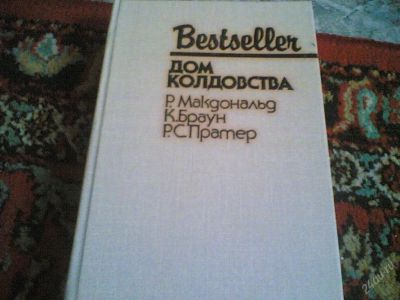 Bestseller
ДОМ
КОЛДОВСТВА
Р. Макдональд
К. Браун
Р.С. Пратер